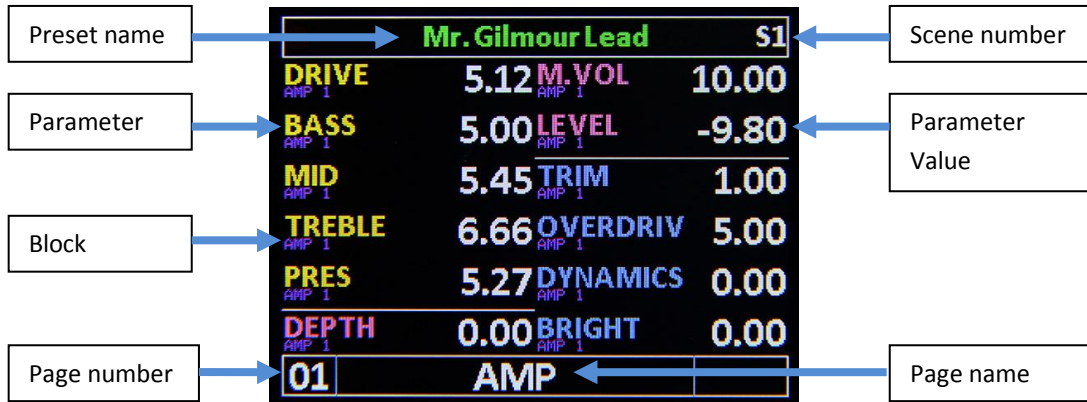 Preset name
Mr. Gilmour Lead S1
Scene number
DRIVE 5.12 M.VOL 10.00
AMP 1 AMP 1
Parameter
BASS 5.00 LEVEL -9.80
AMP 1 AMP 1
Parameter
Value
MID 5.45 TRIM 1.00
AMP 1 AMP 1
Block
TREBLE 6.66 OVERDRIV 5.00
AMP 1 AMP 1
PRES 5.27 DYNAMICS 0.00
AMP 1 AMP 1
DEPTH 0.00 BRIGHT 0.00
AMP 1 AMP 1
Page number
01 AMP
Page name